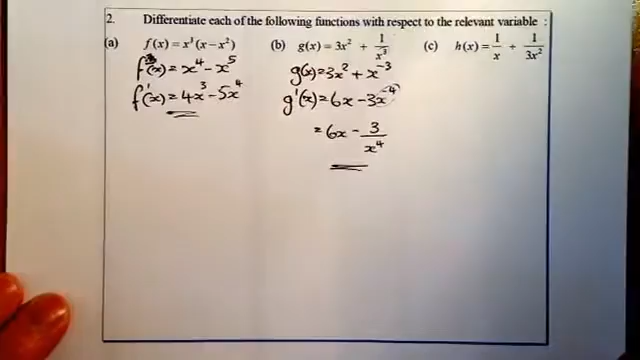 2. Differentiate each of the following functions with respect to the relevant variable :
(a) f(x) = x³(x − x²) (b) g(x) = 3x² + 1/x³ (c) h(x) = 1/x + 1/3x²
f(x) = x⁴ − x⁵
f'(x) = 4x³ − 5x⁴
g(x) = 3x² + x⁻³
g'(x) = 6x − 3x⁻⁴
= 6x − 3/x⁴